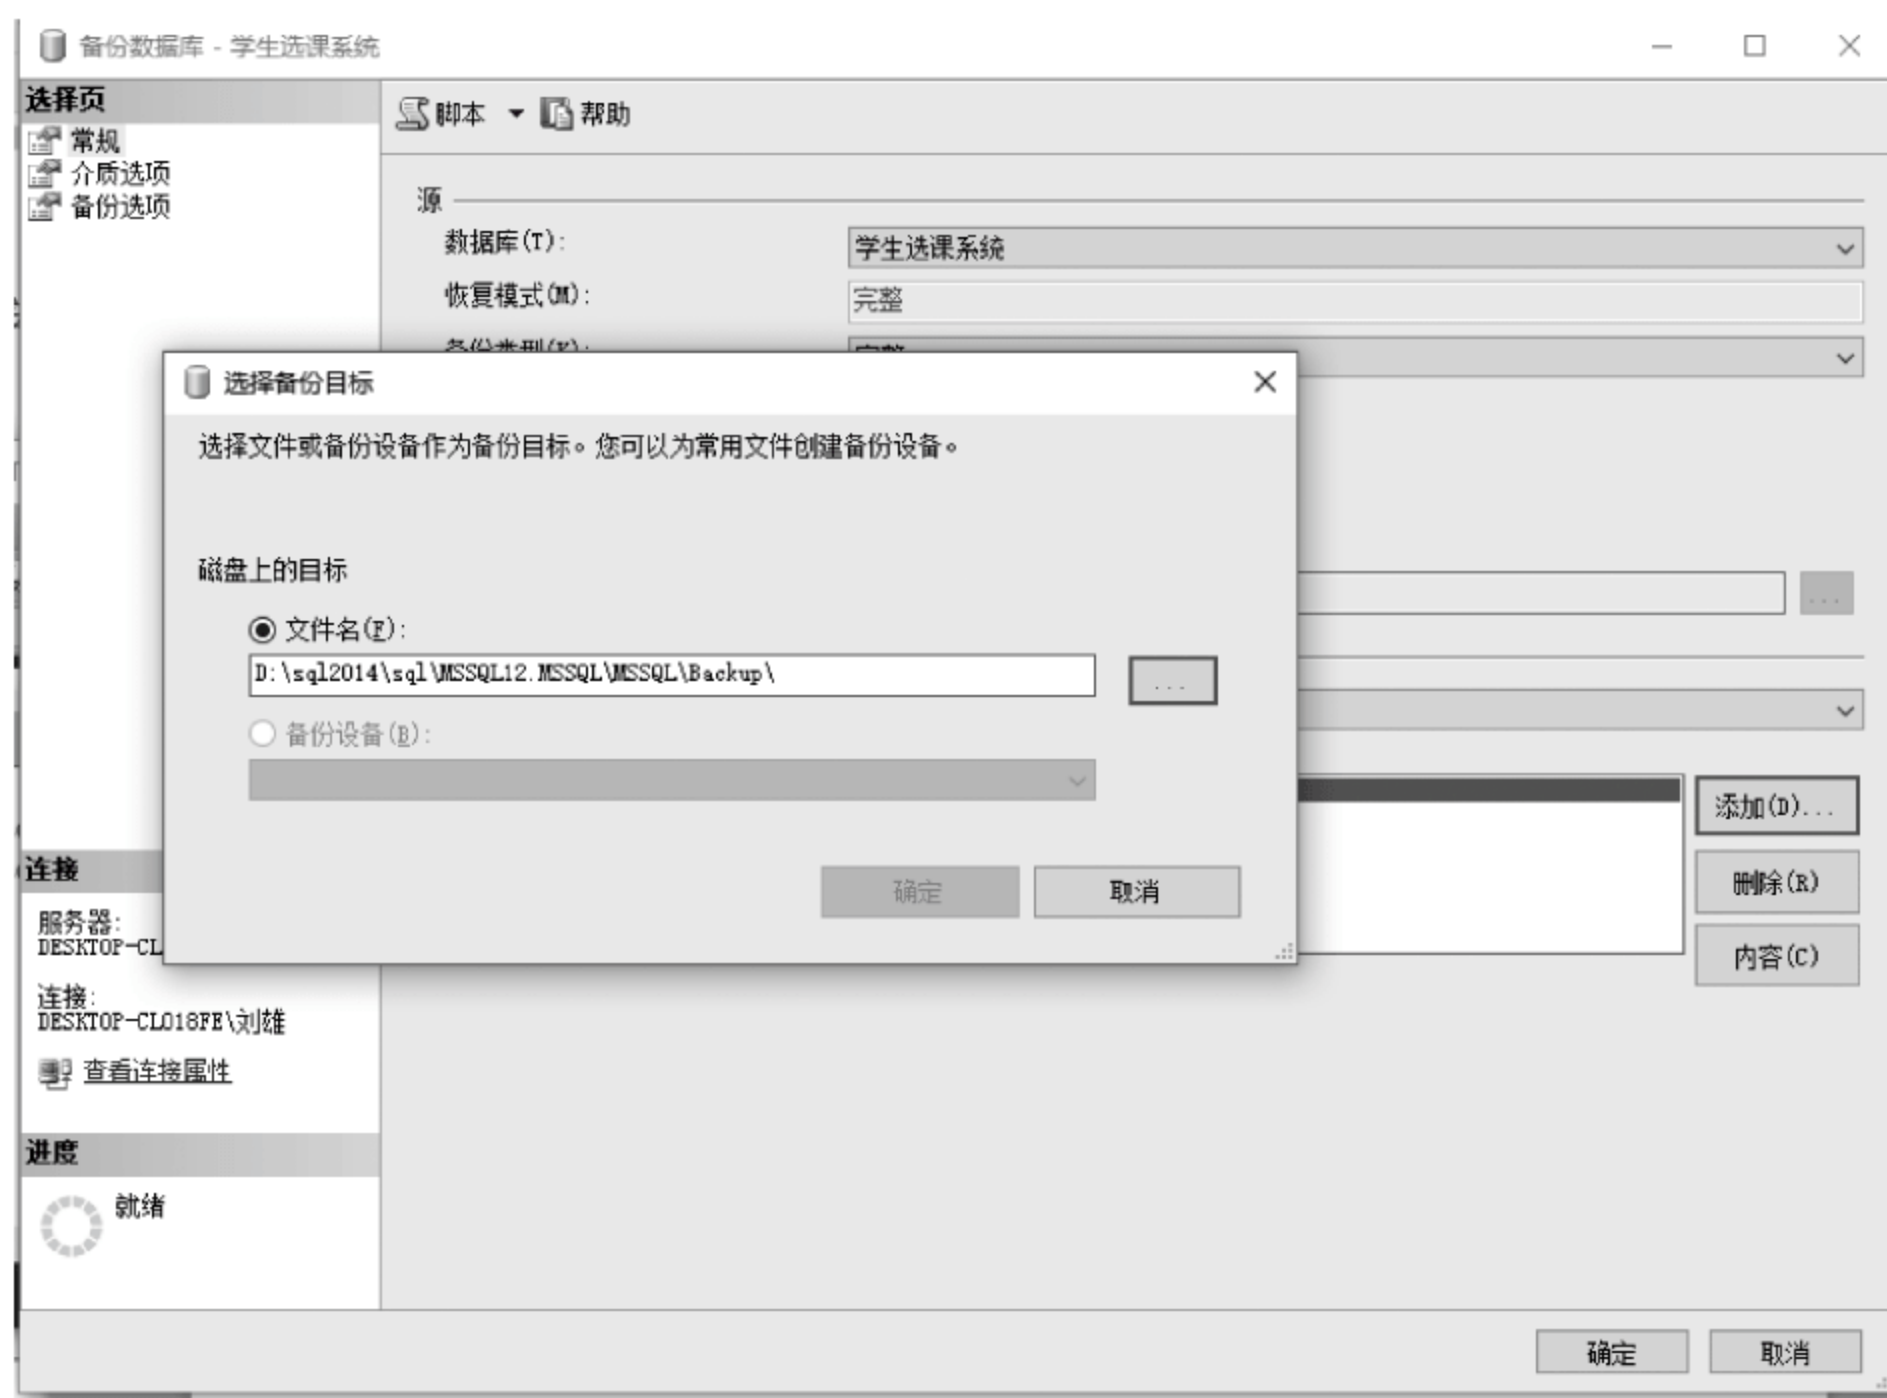 备份数据库 - 学生选课系统
选择页
常规
介质选项
备份选项
脚本 帮助
源
数据库(T): 学生选课系统
恢复模式(M): 完整
备份类型(K): 完整
选择备份目标
选择文件或备份设备作为备份目标。您可以为常用文件创建备份设备。
磁盘上的目标
文件名(F):
D:\sql2014\sql\MSSQL12.MSSQL\MSSQL\Backup\
...
备份设备(B):
确定 取消
...
添加(D)...
删除(R)
内容(C)
连接
服务器:
DESKTOP-CL
连接:
DESKTOP-CL018FE\刘雄
查看连接属性
进度
就绪
确定 取消